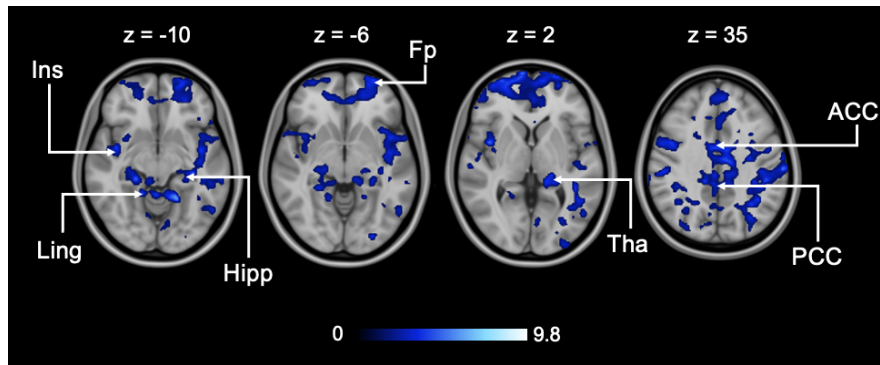 z = -10
z = -6
z = 2
z = 35
Ins
Fp
ACC
Ling
Hipp
Tha
PCC
0
9.8